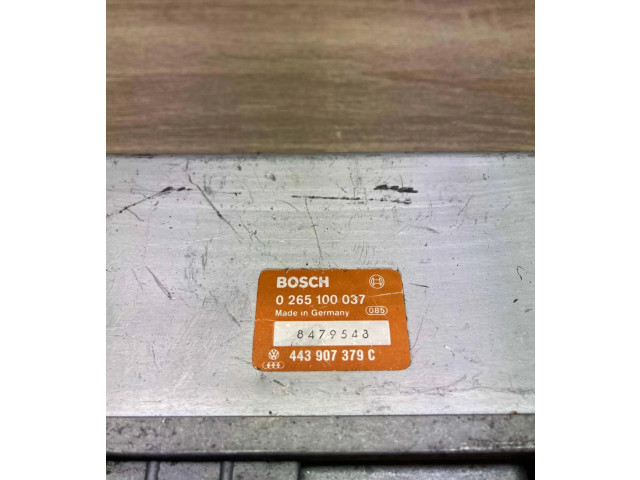 BOSCH
0 265 100 037
Made in Germany 085
8479548
443 907 379 C